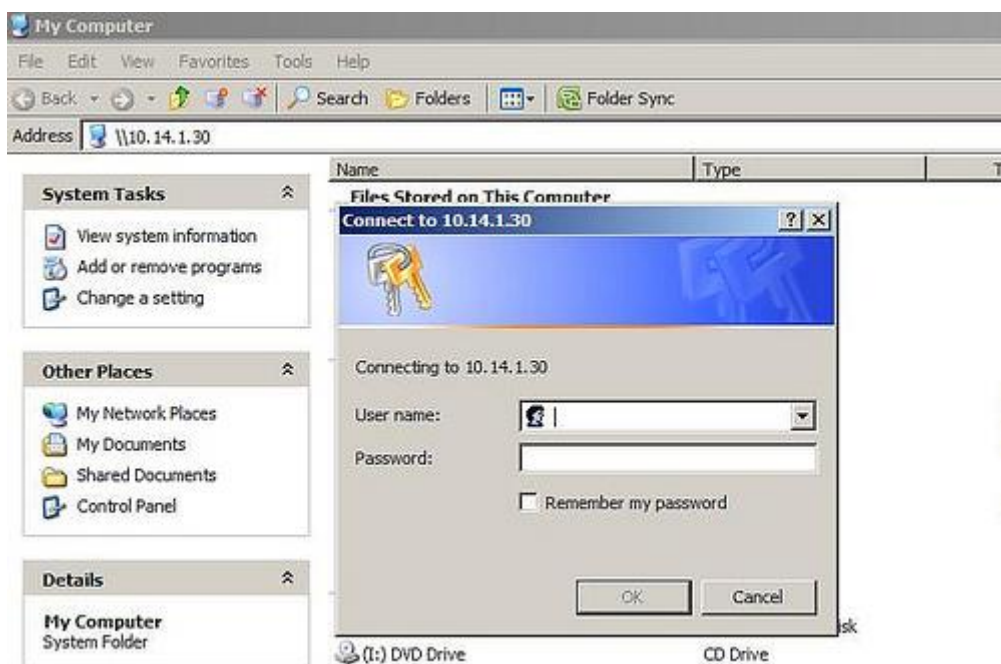 My Computer
File Edit View Favorites Tools Help
Back Search Folders Folder Sync
Address \\10.14.1.30
Name Type T
System Tasks
View system information
Add or remove programs
Change a setting
Other Places
My Network Places
My Documents
Shared Documents
Control Panel
Details
My Computer
System Folder
Files Stored on This Computer
Connect to 10.14.1.30
Connecting to 10.14.1.30
User name:
Password:
Remember my password
OK Cancel
isk
(I:) DVD Drive CD Drive